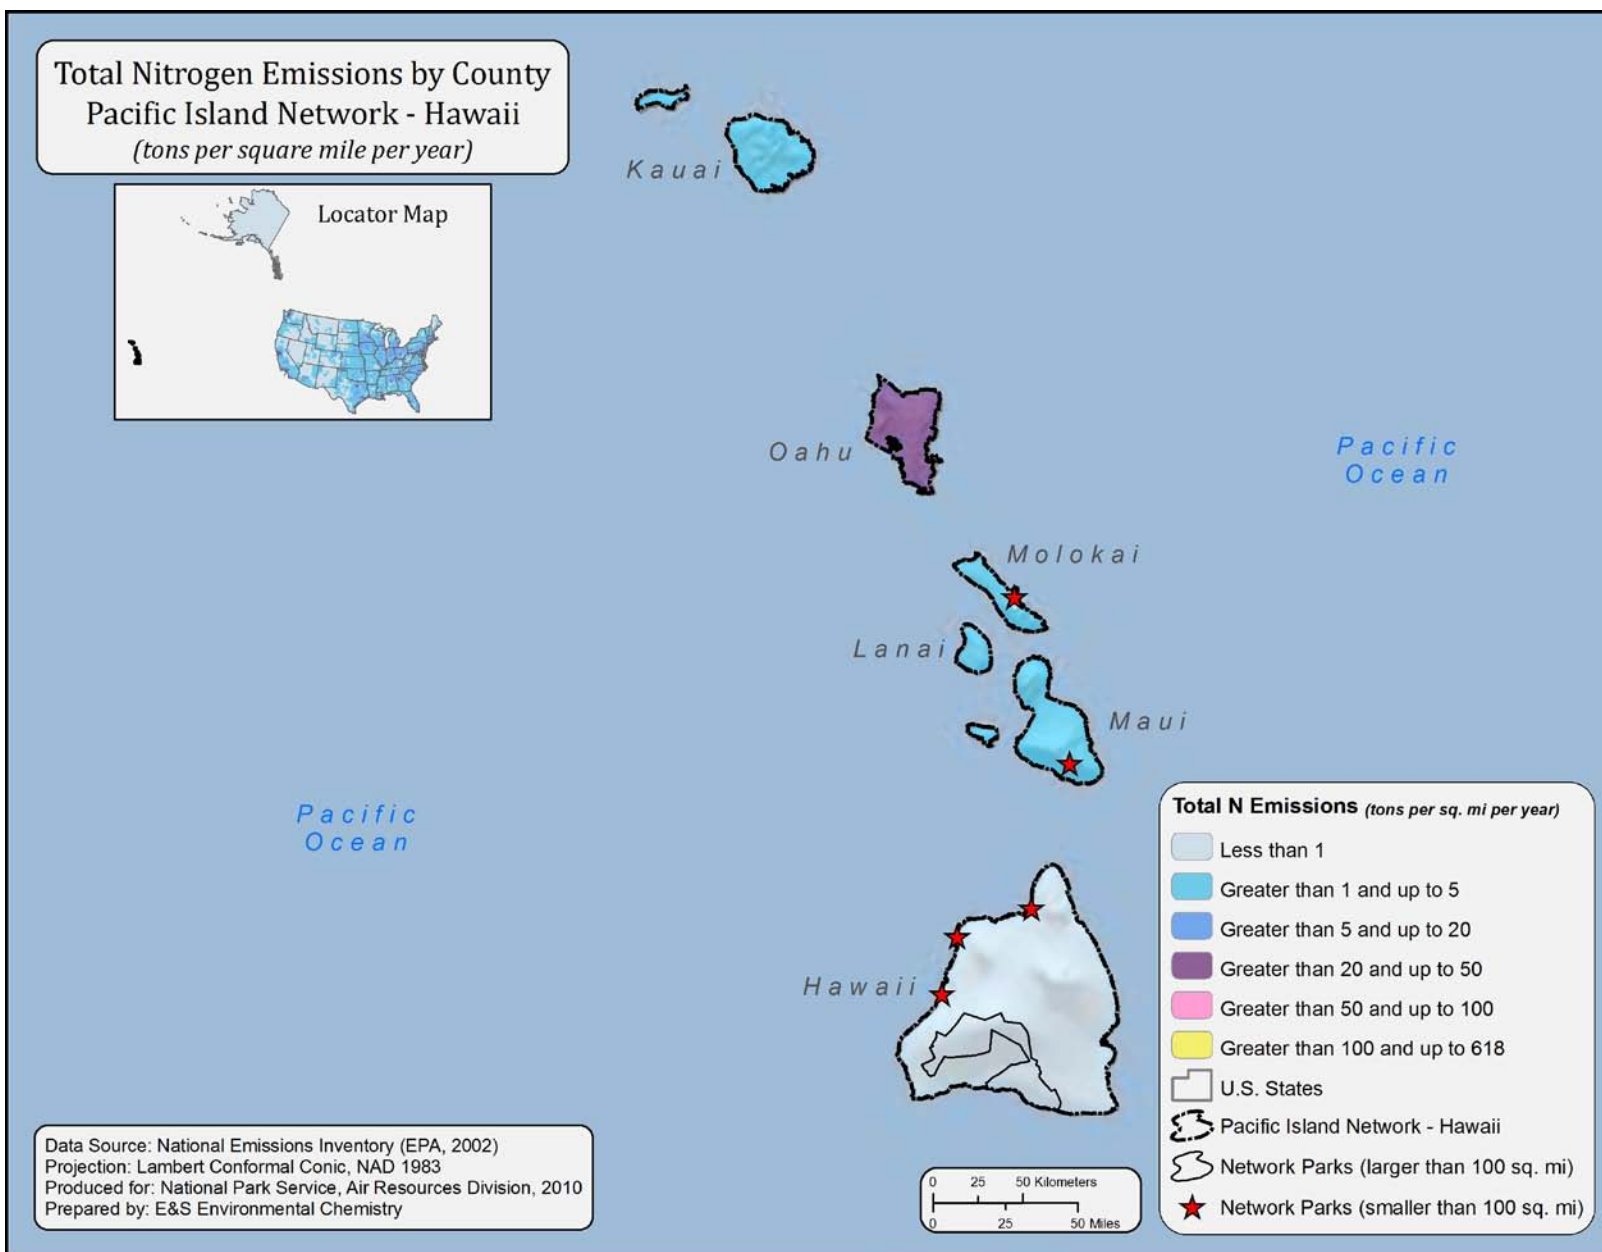 Total Nitrogen Emissions by County
Pacific Island Network - Hawaii
(tons per square mile per year)
Locator Map
Kauai
Oahu
Pacific
Ocean
Molokai
Lanai
Maui
Pacific
Ocean
Hawaii
Total N Emissions (tons per sq. mi per year)
Less than 1
Greater than 1 and up to 5
Greater than 5 and up to 20
Greater than 20 and up to 50
Greater than 50 and up to 100
Greater than 100 and up to 618
U.S. States
Pacific Island Network - Hawaii
Network Parks (larger than 100 sq. mi)
Network Parks (smaller than 100 sq. mi)
Data Source: National Emissions Inventory (EPA, 2002)
Projection: Lambert Conformal Conic, NAD 1983
Produced for: National Park Service, Air Resources Division, 2010
Prepared by: E&S Environmental Chemistry
0 25 50 Kilometers
0 25 50 Miles